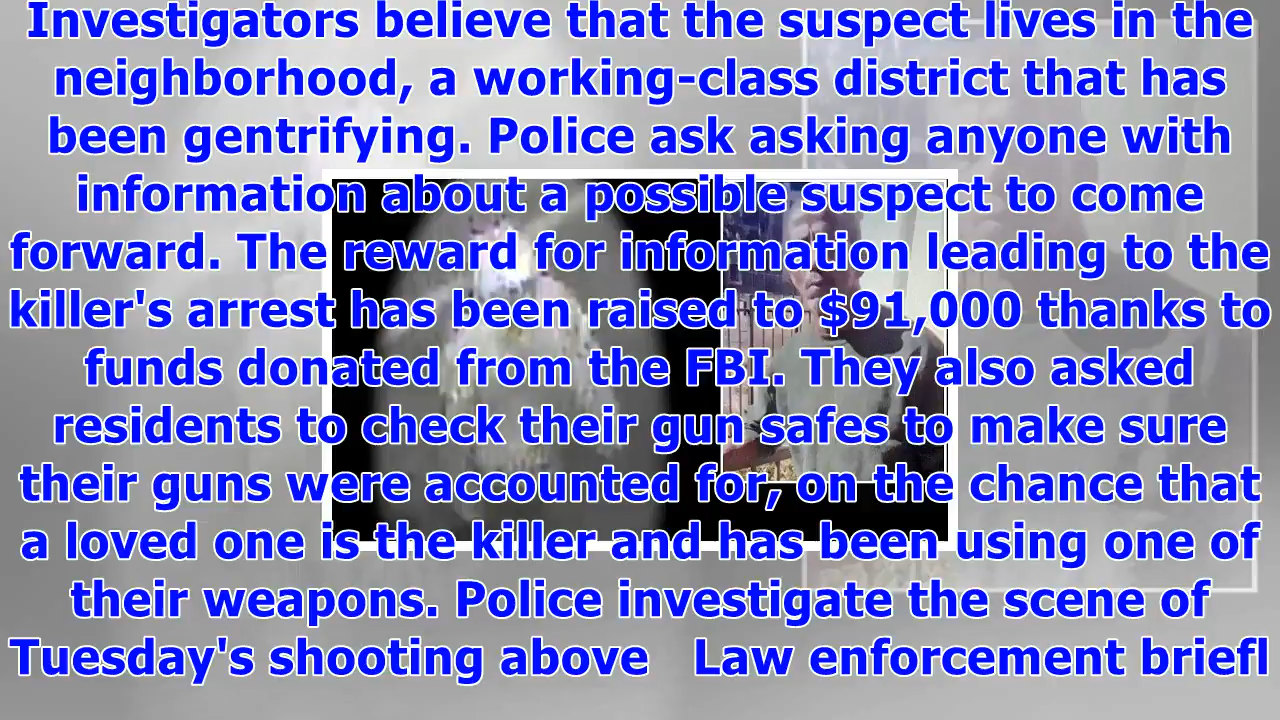 Investigators believe that the suspect lives in the
neighborhood, a working-class district that has
been gentrifying. Police ask asking anyone with
information about a possible suspect to come
forward. The reward for information leading to the
killer's arrest has been raised to $91,000 thanks to
funds donated from the FBI. They also asked
residents to check their gun safes to make sure
their guns were accounted for, on the chance that
a loved one is the killer and has been using one of
their weapons. Police investigate the scene of
Tuesday's shooting above   Law enforcement briefl